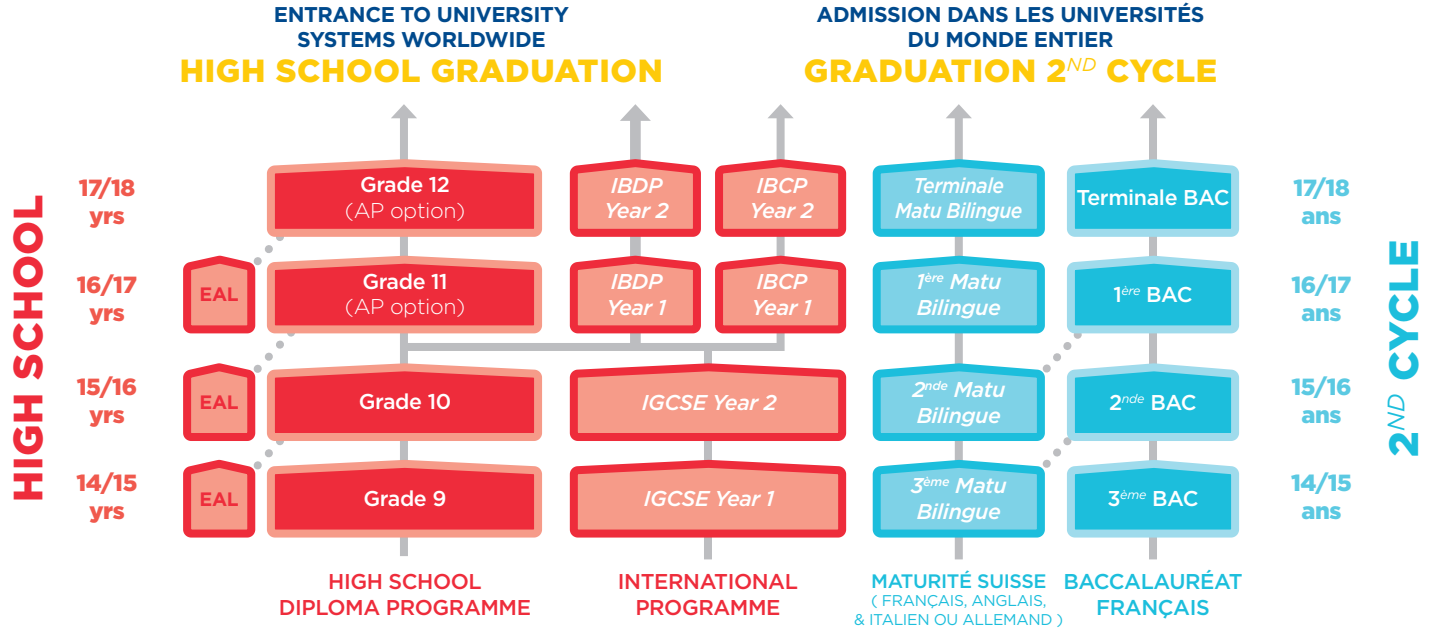 ENTRANCE TO UNIVERSITY
SYSTEMS WORLDWIDE
HIGH SCHOOL GRADUATION
ADMISSION DANS LES UNIVERSITÉS
DU MONDE ENTIER
GRADUATION 2ND CYCLE
HIGH SCHOOL
17/18
yrs
Grade 12
(AP option)
IBDP
Year 2
IBCP
Year 2
Terminale
Matu Bilingue
Terminale BAC
17/18
ans
16/17
yrs
EAL
Grade 11
(AP option)
IBDP
Year 1
IBCP
Year 1
1ère Matu
Bilingue
1ère BAC
16/17
ans
15/16
yrs
EAL
Grade 10
IGCSE Year 2
2nde Matu
Bilingue
2nde BAC
15/16
ans
14/15
yrs
EAL
Grade 9
IGCSE Year 1
3ème Matu
Bilingue
3ème BAC
14/15
ans
2ND CYCLE
HIGH SCHOOL
DIPLOMA PROGRAMME
INTERNATIONAL
PROGRAMME
MATURITÉ SUISSE
( FRANÇAIS, ANGLAIS,
& ITALIEN OU ALLEMAND )
BACCALAURÉAT
FRANÇAIS